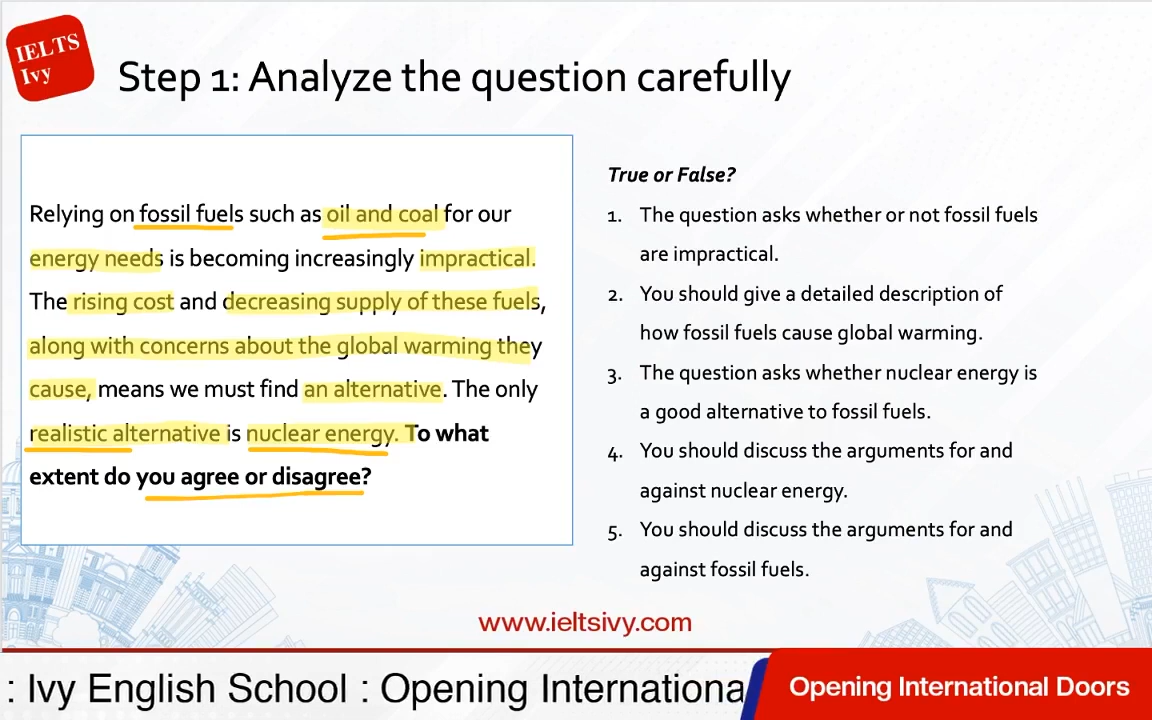 IELTS
Ivy
Step 1: Analyze the question carefully
Relying on fossil fuels such as oil and coal for our
energy needs is becoming increasingly impractical.
The rising cost and decreasing supply of these fuels,
along with concerns about the global warming they
cause, means we must find an alternative. The only
realistic alternative is nuclear energy. To what
extent do you agree or disagree?
True or False?
1. The question asks whether or not fossil fuels
are impractical.
2. You should give a detailed description of
how fossil fuels cause global warming.
3. The question asks whether nuclear energy is
a good alternative to fossil fuels.
4. You should discuss the arguments for and
against nuclear energy.
5. You should discuss the arguments for and
against fossil fuels.
www.ieltsivy.com
: Ivy English School : Opening Internationa
Opening International Doors